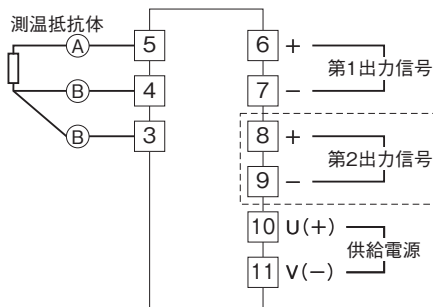 測温抵抗体
A 5
B 4
B 3
6 +
第1出力信号
7 −
8 +
第2出力信号
9 −
10 U(+)
供給電源
11 V(−)